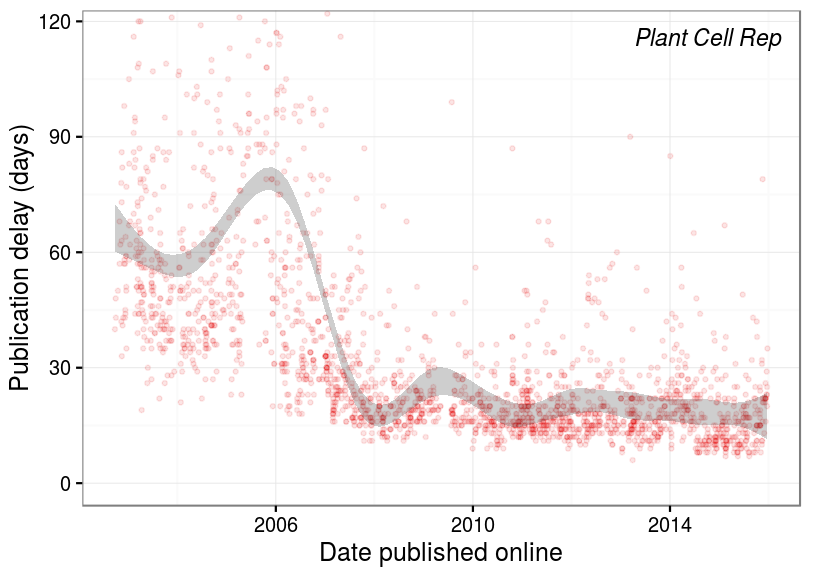 Plant Cell Rep
120
90
60
30
0
Publication delay (days)
2006 2010 2014
Date published online